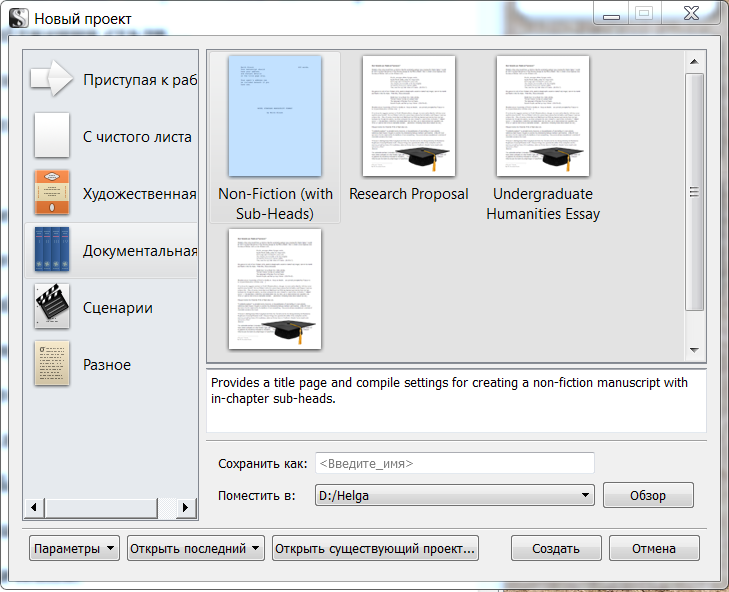 Новый проект
Приступая к раб
С чистого листа
Художественная
Документальная
Сценарии
Разное
Non-Fiction (with
Sub-Heads)
Research Proposal
Undergraduate
Humanities Essay
Provides a title page and compile settings for creating a non-fiction manuscript with
in-chapter sub-heads.
Сохранить как: <Введите_имя>
Поместить в: D:/Helga Обзор
Параметры Открыть последний Открыть существующий проект... Создать Отмена